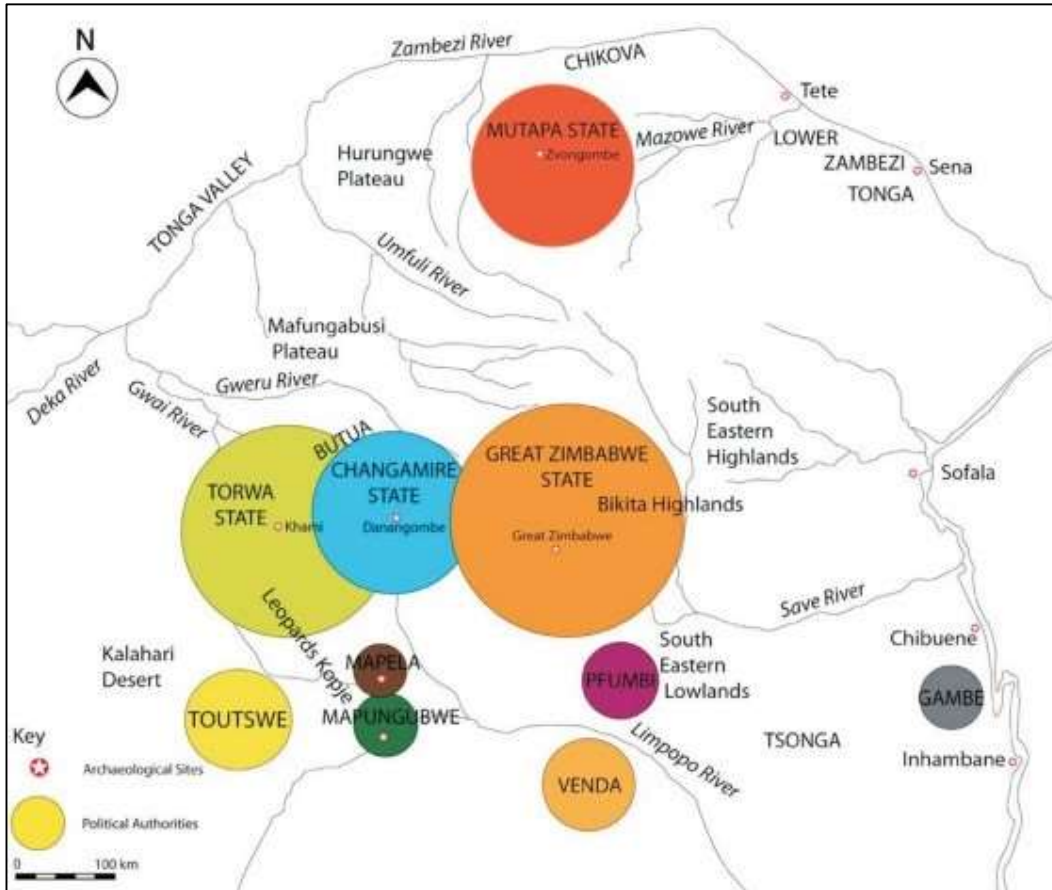 N
Zambezi River
CHIKOVA
Tete
MUTAPA STATE
Mazowe River
LOWER
Zvongombe
Hurungwe
Plateau
ZAMBEZI
Sena
TONGA
TONGA VALLEY
Umfuli River
Mafungabusi
Plateau
Deka River
Gwai River
Gweru River
South
Eastern
Highlands
BUTUA
GREAT ZIMBABWE
STATE
CHANGAMIRE
STATE
TORWA
STATE
Sofala
Bikita Highlands
Khami
Danangombe
Great Zimbabwe
Save River
Leopards Kopje
Kalahari
Desert
MAPELA
PFUMBI
South
Eastern
Lowlands
Chibuene
GAMBE
TOUTSWE
MAPUNGUBWE
Limpopo River
TSONGA
Inhambane
VENDA
Key
Archaeological Sites
Political Authorities
0 100 km